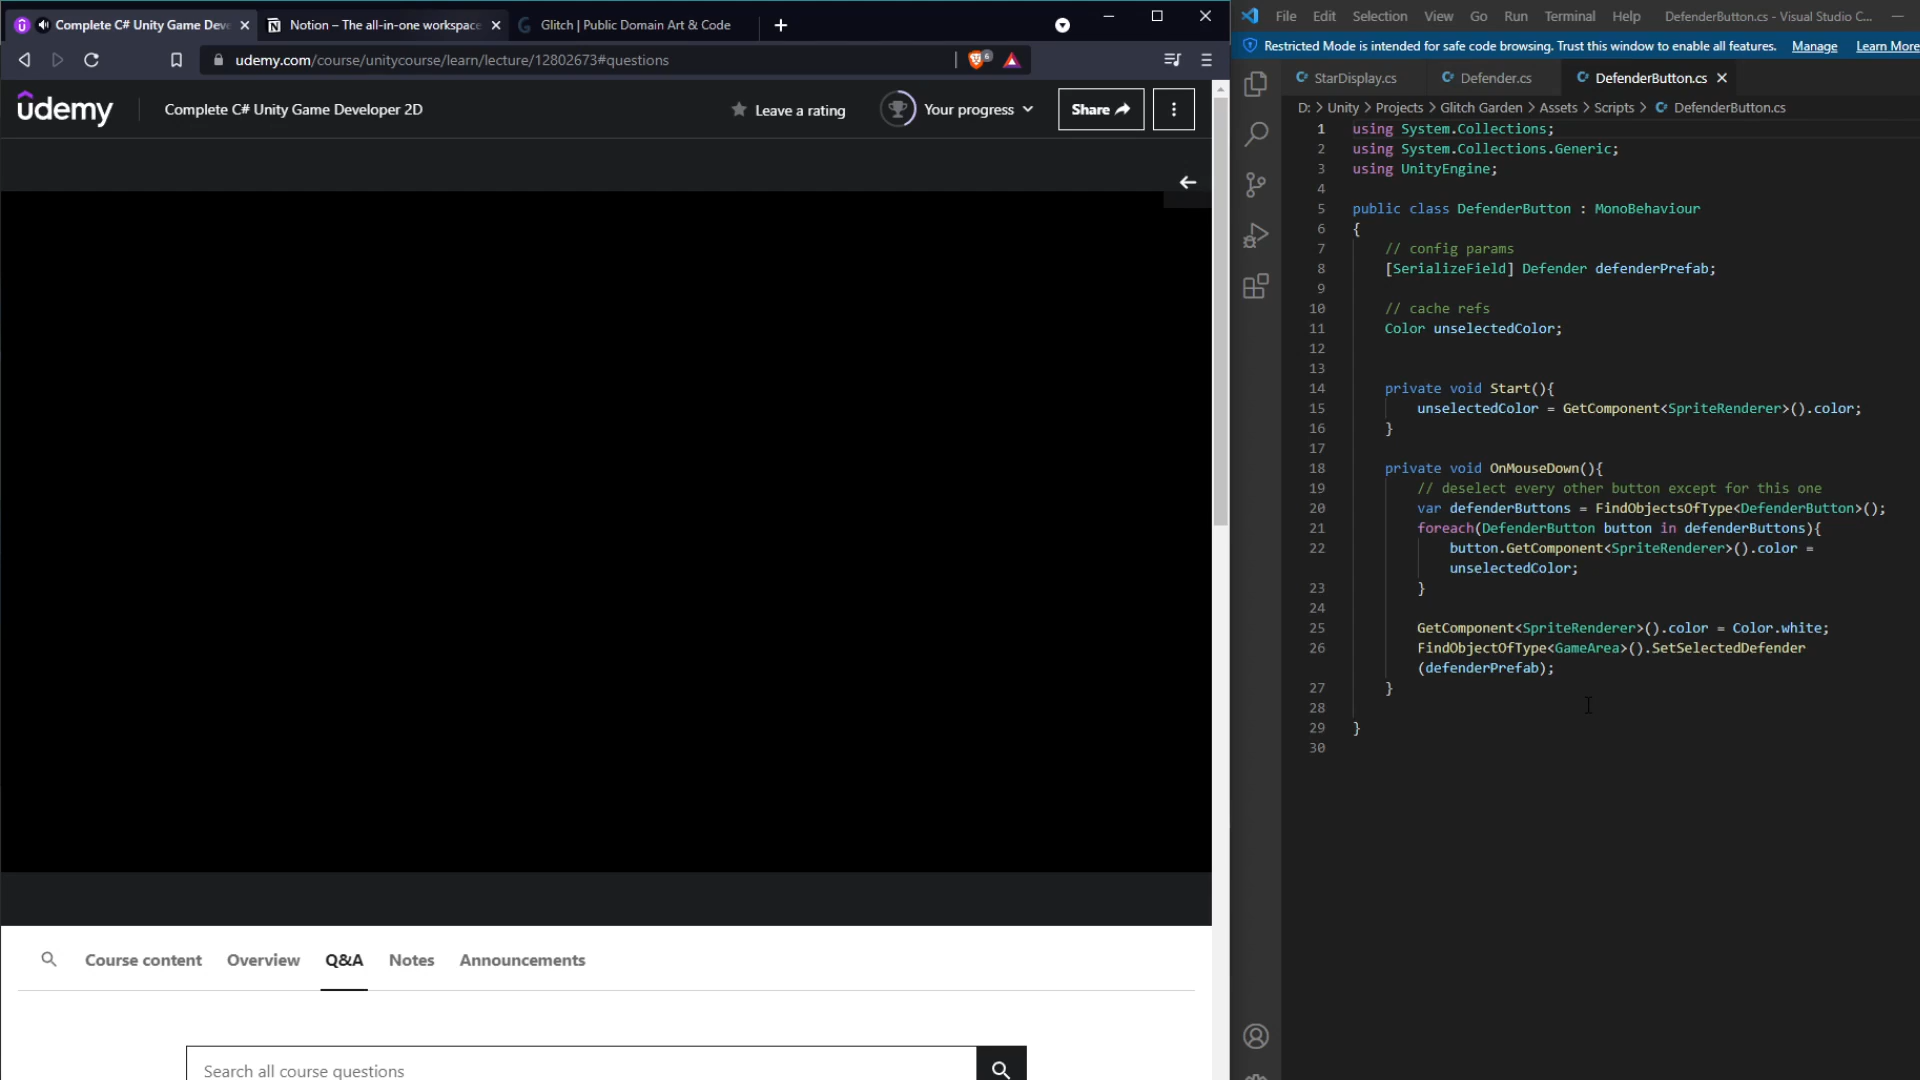 Complete C# Unity Game Deve
Notion – The all-in-one workspace
Glitch | Public Domain Art & Code
udemy.com/course/unitycourse/learn/lecture/12802673#questions
6
udemy
Complete C# Unity Game Developer 2D
Leave a rating
Your progress
Share
Course content
Overview
Q&A
Notes
Announcements
Search all course questions
File Edit Selection View Go Run Terminal Help
DefenderButton.cs - Visual Studio C...
Restricted Mode is intended for safe code browsing. Trust this window to enable all features. Manage Learn More
StarDisplay.cs
Defender.cs
DefenderButton.cs
D: > Unity > Projects > Glitch Garden > Assets > Scripts > DefenderButton.cs
1 using System.Collections;
2 using System.Collections.Generic;
3 using UnityEngine;
4
5 public class DefenderButton : MonoBehaviour
6 {
7 // config params
8 [SerializeField] Defender defenderPrefab;
9
10 // cache refs
11 Color unselectedColor;
12
13
14 private void Start(){
15 unselectedColor = GetComponent<SpriteRenderer>().color;
16 }
17
18 private void OnMouseDown(){
19 // deselect every other button except for this one
20 var defenderButtons = FindObjectsOfType<DefenderButton>();
21 foreach(DefenderButton button in defenderButtons){
22 button.GetComponent<SpriteRenderer>().color =
unselectedColor;
23 }
24
25 GetComponent<SpriteRenderer>().color = Color.white;
26 FindObjectOfType<GameArea>().SetSelectedDefender
(defenderPrefab);
27 }
28
29 }
30